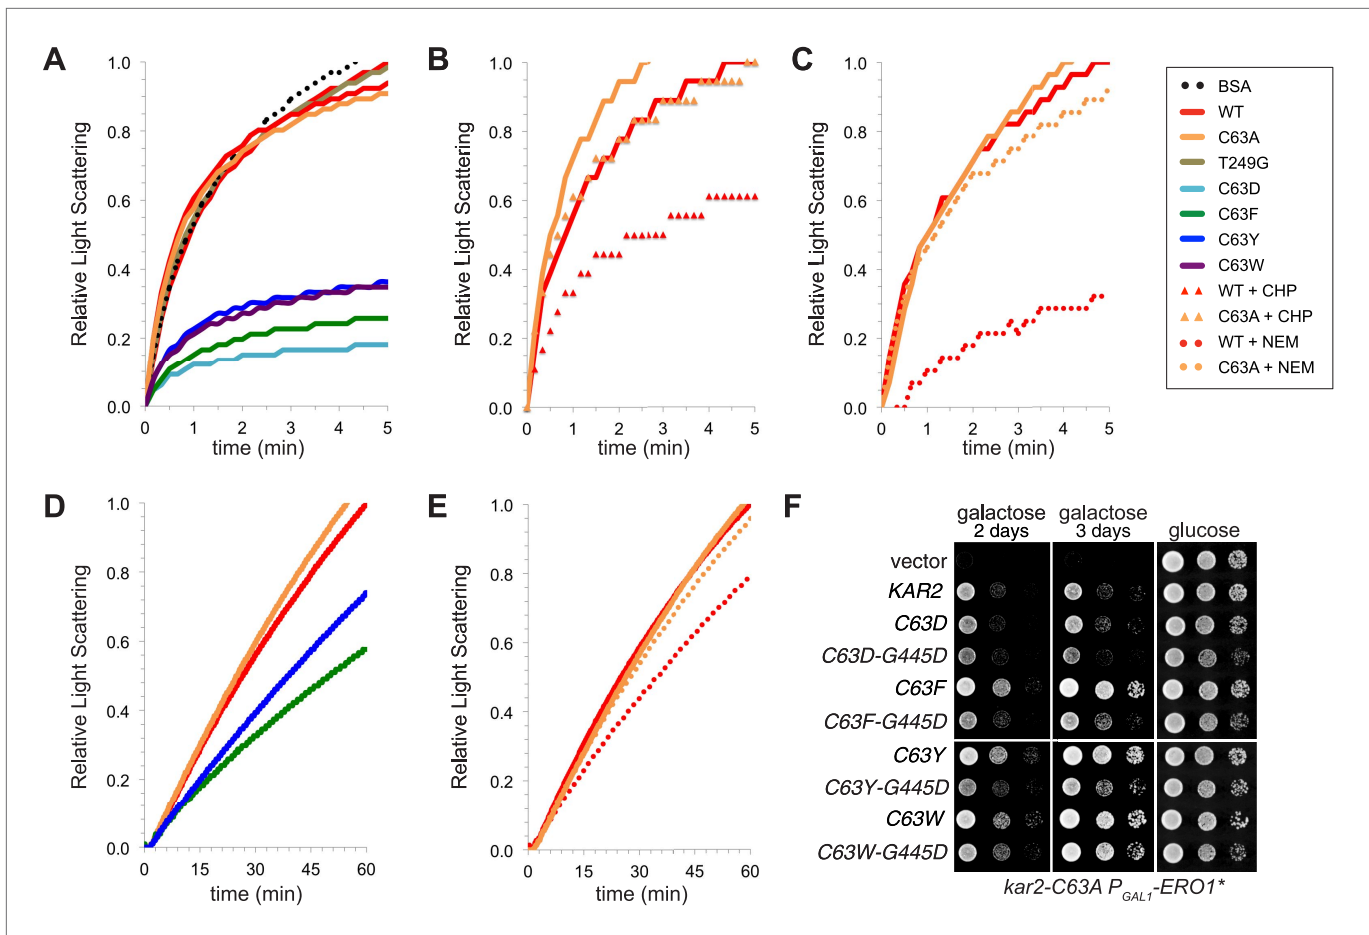 A
Relative Light Scattering
1.0
0.8
0.6
0.4
0.2
0.0
0 1 2 3 4 5
time (min)
B
Relative Light Scattering
1.0
0.8
0.6
0.4
0.2
0.0
0 1 2 3 4 5
time (min)
C
Relative Light Scattering
1.0
0.8
0.6
0.4
0.2
0.0
0 1 2 3 4 5
time (min)
BSA
WT
C63A
T249G
C63D
C63F
C63Y
C63W
WT + CHP
C63A + CHP
WT + NEM
C63A + NEM
D
Relative Light Scattering
1.0
0.8
0.6
0.4
0.2
0.0
0 15 30 45 60
time (min)
E
Relative Light Scattering
1.0
0.8
0.6
0.4
0.2
0.0
0 15 30 45 60
time (min)
F
galactose 2 days
galactose 3 days
glucose
vector
KAR2
C63D
C63D-G445D
C63F
C63F-G445D
C63Y
C63Y-G445D
C63W
C63W-G445D
kar2-C63A PGAL1-ERO1*